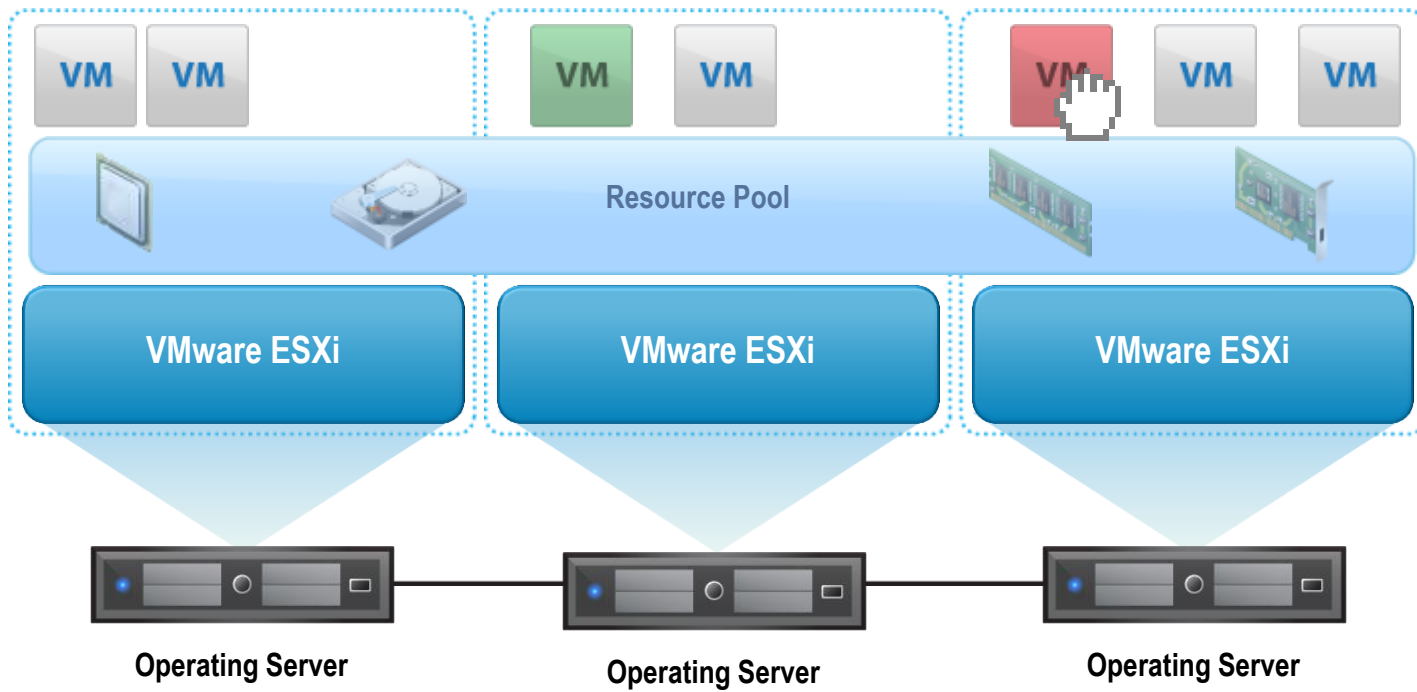 VM VM VM VM VM VM VM
Resource Pool
VMware ESXi VMware ESXi VMware ESXi
Operating Server Operating Server Operating Server